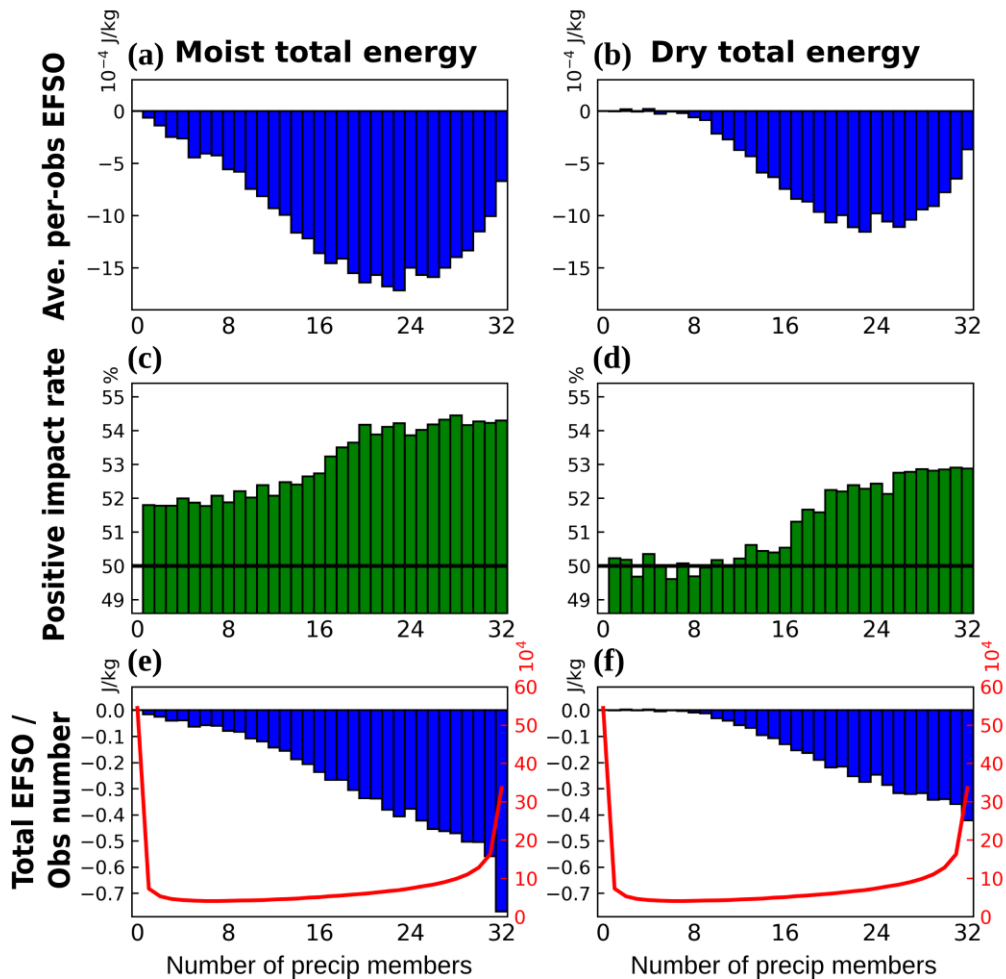 (a) Moist total energy
(b) Dry total energy
10⁻⁴ J/kg
10⁻⁴ J/kg
Ave. per-obs EFSO
0
−5
−10
−15
0 8 16 24 32
0
−5
−10
−15
0 8 16 24 32
(c)
(d)
%
%
Positive impact rate
55
54
53
52
51
50
49
0 8 16 24 32
55
54
53
52
51
50
49
0 8 16 24 32
(e)
(f)
J/kg
10⁴
J/kg
10⁴
Total EFSO /
Obs number
0.0
−0.1
−0.2
−0.3
−0.4
−0.5
−0.6
−0.7
60
50
40
30
20
10
0
0 8 16 24 32
Number of precip members
0.0
−0.1
−0.2
−0.3
−0.4
−0.5
−0.6
−0.7
60
50
40
30
20
10
0
0 8 16 24 32
Number of precip members